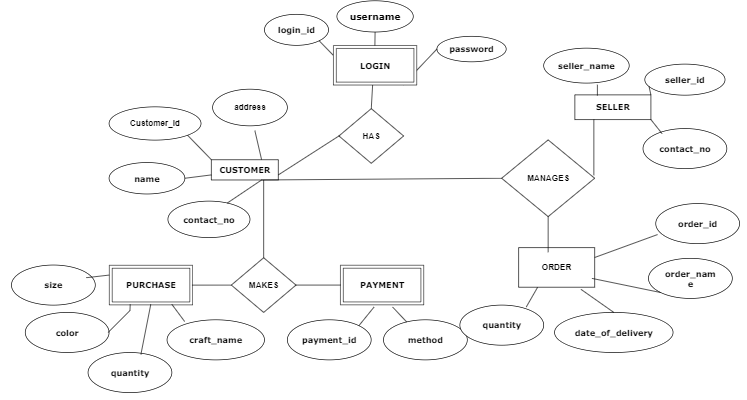 username
login_id
password
LOGIN
seller_name
seller_id
SELLER
address
Customer_id
HAS
contact_no
CUSTOMER
name
MANAGES
contact_no
order_id
ORDER
order_nam
e
size
PURCHASE
MAKES
PAYMENT
quantity
date_of_delivery
color
craft_name
payment_id
method
quantity